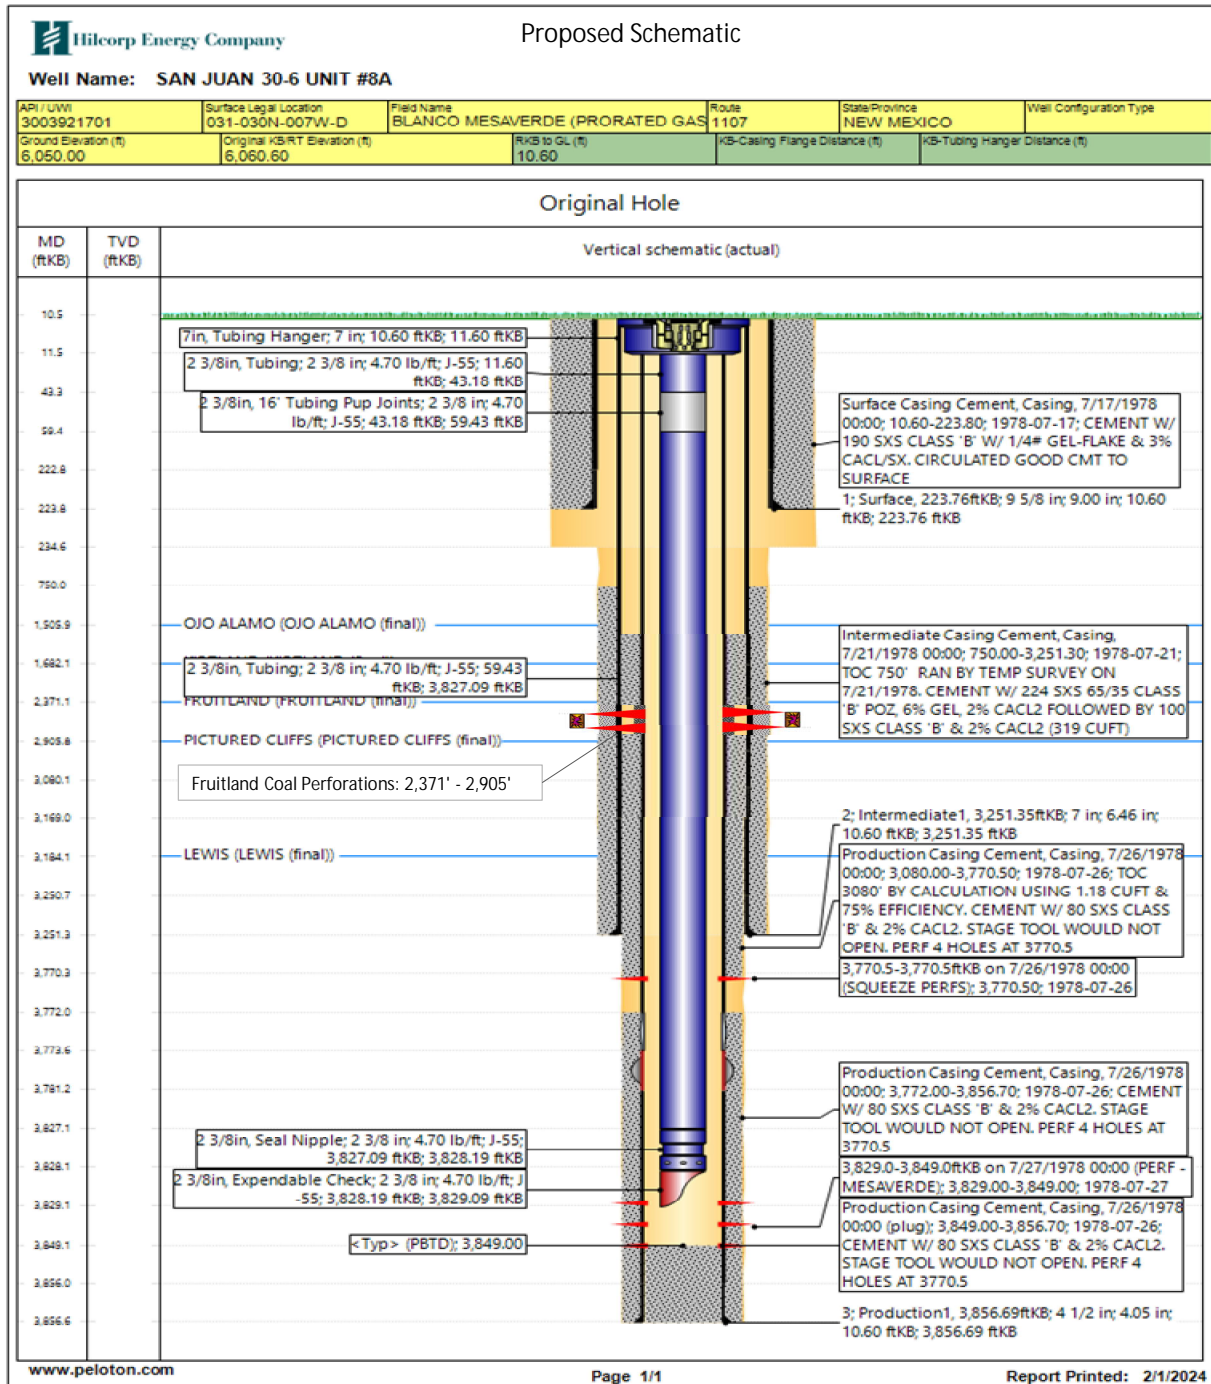 Hilcorp Energy Company
Proposed Schematic
Well Name: SAN JUAN 30-6 UNIT #8A
API / UWI
3003921701
Surface Legal Location
031-030N-007W-D
Field Name
BLANCO MESAVERDE (PRORATED GAS
Route
1107
State/Province
NEW MEXICO
Well Configuration Type
Ground Elevation (ft)
6,050.00
Original KB/RT Elevation (ft)
6,060.60
RKB to GL (ft)
10.60
KB-Casing Flange Distance (ft)
KB-Tubing Hanger Distance (ft)
Original Hole
MD
(ftKB)
TVD
(ftKB)
Vertical schematic (actual)
10.5
11.5
43.3
59.4
222.8
223.8
234.6
750.0
1,505.9
1,682.1
2,371.1
2,905.8
3,080.1
3,169.0
3,184.1
3,250.7
3,251.3
3,770.3
3,772.0
3,773.6
3,781.2
3,827.1
3,828.1
3,829.1
3,849.1
3,856.0
3,856.6
7in, Tubing Hanger; 7 in; 10.60 ftKB; 11.60 ftKB
2 3/8in, Tubing; 2 3/8 in; 4.70 lb/ft; J-55; 11.60
ftKB; 43.18 ftKB
2 3/8in, 16' Tubing Pup Joints; 2 3/8 in; 4.70
lb/ft; J-55; 43.18 ftKB; 59.43 ftKB
OJO ALAMO (OJO ALAMO (final))
2 3/8in, Tubing; 2 3/8 in; 4.70 lb/ft; J-55; 59.43
ftKB; 3,827.09 ftKB
FRUITLAND (FRUITLAND (final))
PICTURED CLIFFS (PICTURED CLIFFS (final))
Fruitland Coal Perforations: 2,371' - 2,905'
LEWIS (LEWIS (final))
2 3/8in, Seal Nipple; 2 3/8 in; 4.70 lb/ft; J-55;
3,827.09 ftKB; 3,828.19 ftKB
2 3/8in, Expendable Check; 2 3/8 in; 4.70 lb/ft; J
-55; 3,828.19 ftKB; 3,829.09 ftKB
<Typ> (PBTD); 3,849.00
Surface Casing Cement, Casing, 7/17/1978
00:00; 10.60-223.80; 1978-07-17; CEMENT W/
190 SXS CLASS 'B' W/ 1/4# GEL-FLAKE & 3%
CACL/SX. CIRCULATED GOOD CMT TO
SURFACE
1; Surface, 223.76ftKB; 9 5/8 in; 9.00 in; 10.60
ftKB; 223.76 ftKB
Intermediate Casing Cement, Casing,
7/21/1978 00:00; 750.00-3,251.30; 1978-07-21;
TOC 750' RAN BY TEMP SURVEY ON
7/21/1978. CEMENT W/ 224 SXS 65/35 CLASS
'B' POZ, 6% GEL, 2% CACL2 FOLLOWED BY 100
SXS CLASS 'B' & 2% CACL2 (319 CUFT)
2; Intermediate1, 3,251.35ftKB; 7 in; 6.46 in;
10.60 ftKB; 3,251.35 ftKB
Production Casing Cement, Casing, 7/26/1978
00:00; 3,080.00-3,770.50; 1978-07-26; TOC
3080' BY CALCULATION USING 1.18 CUFT &
75% EFFICIENCY. CEMENT W/ 80 SXS CLASS
'B' & 2% CACL2. STAGE TOOL WOULD NOT
OPEN. PERF 4 HOLES AT 3770.5
3,770.5-3,770.5ftKB on 7/26/1978 00:00
(SQUEEZE PERFS); 3,770.50; 1978-07-26
Production Casing Cement, Casing, 7/26/1978
00:00; 3,772.00-3,856.70; 1978-07-26; CEMENT
W/ 80 SXS CLASS 'B' & 2% CACL2. STAGE
TOOL WOULD NOT OPEN. PERF 4 HOLES AT
3770.5
3,829.0-3,849.0ftKB on 7/27/1978 00:00 (PERF -
MESAVERDE); 3,829.00-3,849.00; 1978-07-27
Production Casing Cement, Casing, 7/26/1978
00:00 (plug); 3,849.00-3,856.70; 1978-07-26;
CEMENT W/ 80 SXS CLASS 'B' & 2% CACL2.
STAGE TOOL WOULD NOT OPEN. PERF 4
HOLES AT 3770.5
3; Production1, 3,856.69ftKB; 4 1/2 in; 4.05 in;
10.60 ftKB; 3,856.69 ftKB
www.peloton.com
Page 1/1
Report Printed: 2/1/2024